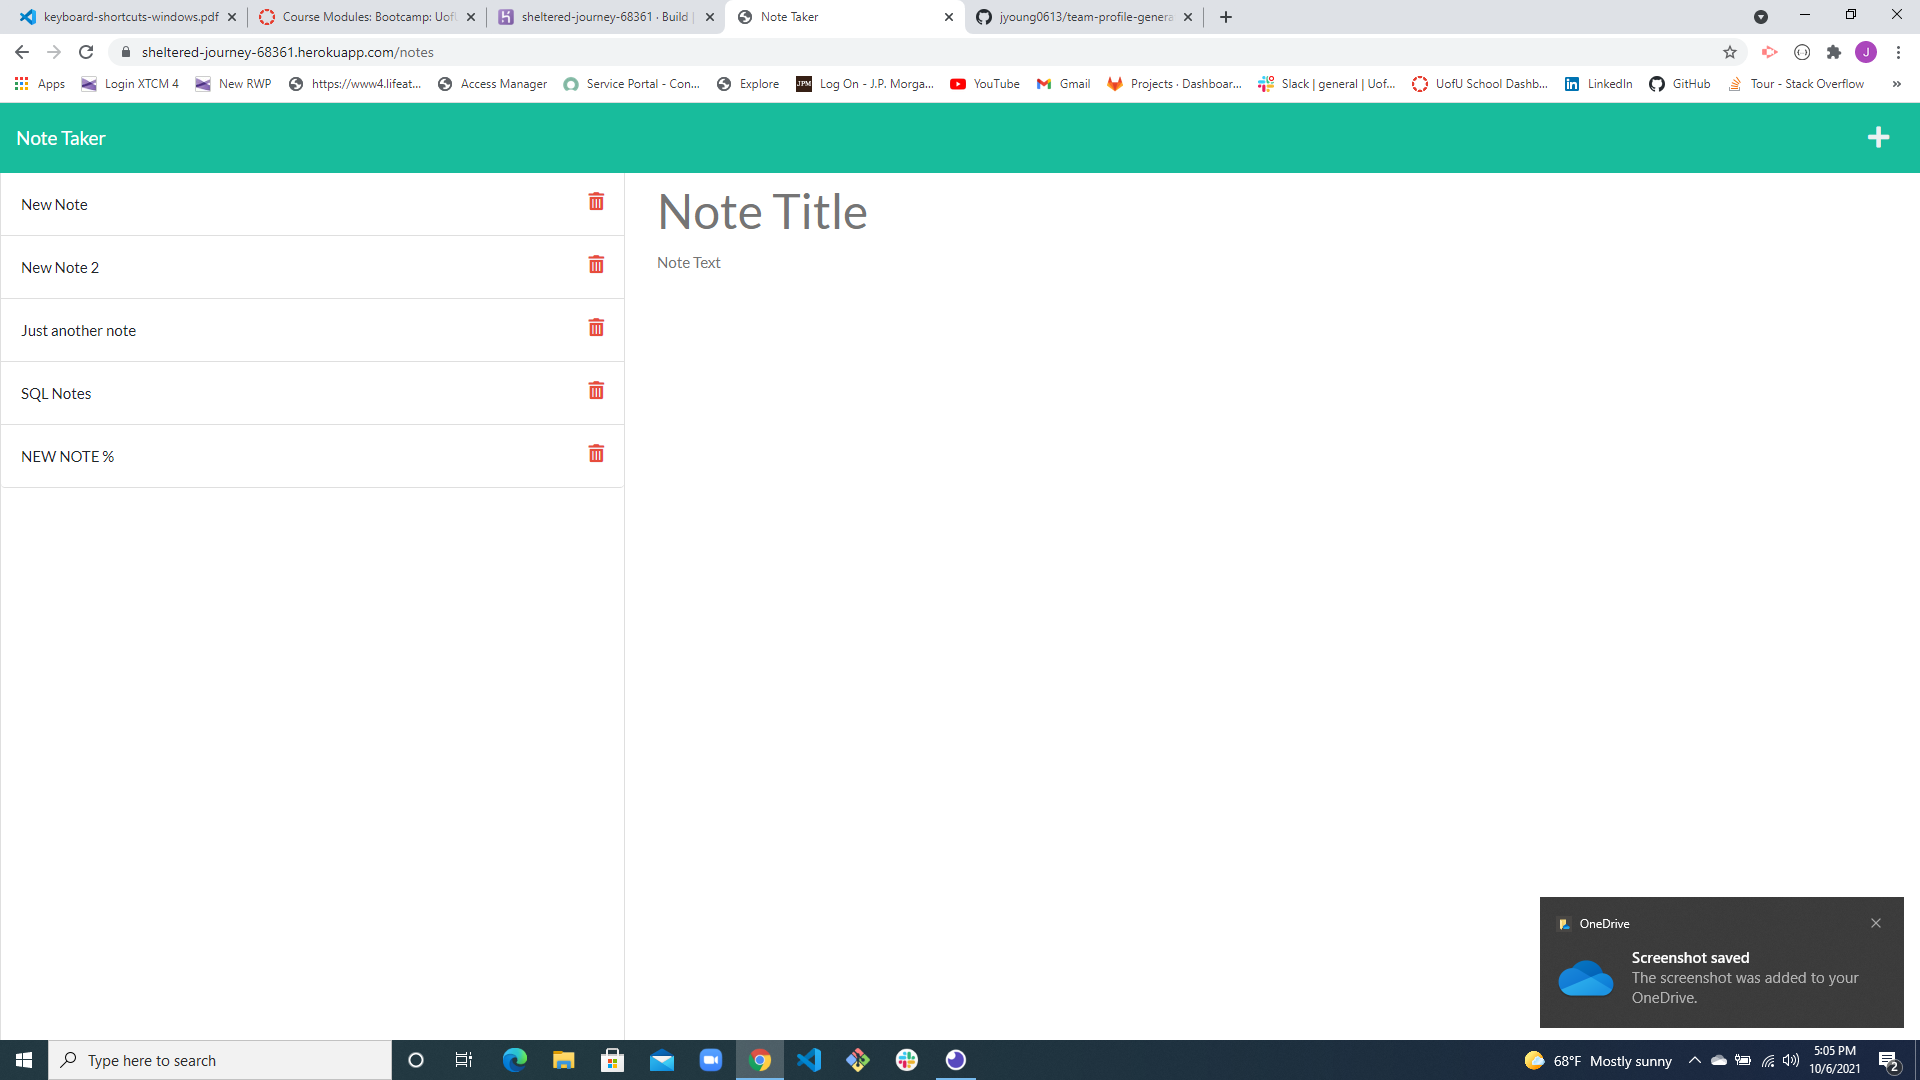 keyboard-shortcuts-windows.pdf
Course Modules: Bootcamp: Uof
sheltered-journey-68361 · Build |
Note Taker
jyoung0613/team-profile-genera
sheltered-journey-68361.herokuapp.com/notes
J
Apps
Login XTCM 4
New RWP
https://www4.lifeat...
Access Manager
Service Portal - Con...
Explore
JPM
Log On - J.P. Morga...
YouTube
Gmail
Projects · Dashboar...
Slack | general | Uof...
UofU School Dashb...
LinkedIn
GitHub
Tour - Stack Overflow
»
Note Taker
New Note
New Note 2
Just another note
SQL Notes
NEW NOTE %
Note Title
Note Text
OneDrive
Screenshot saved
The screenshot was added to your
OneDrive.
Type here to search
68°F Mostly sunny
5:05 PM
10/6/2021
2